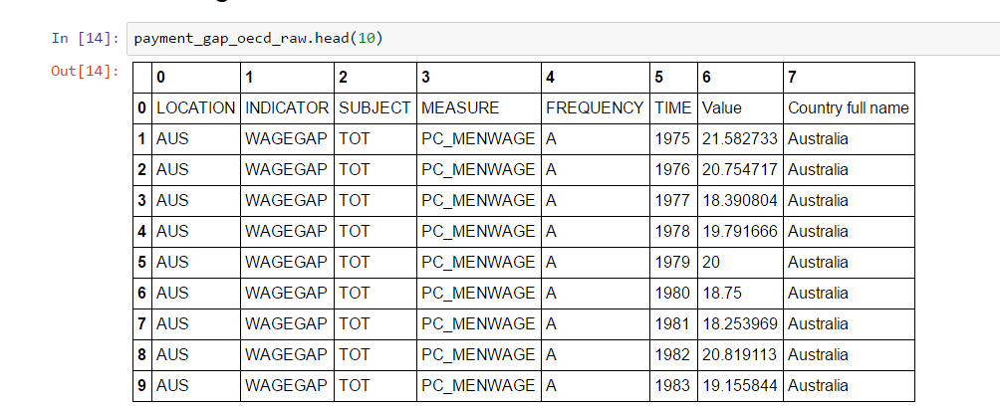 In [14]: payment_gap_oecd_raw.head(10)
Out[14]:
0 1 2 3 4 5 6 7
0 LOCATION INDICATOR SUBJECT MEASURE FREQUENCY TIME Value Country full name
1 AUS WAGEGAP TOT PC_MENWAGE A 1975 21.582733 Australia
2 AUS WAGEGAP TOT PC_MENWAGE A 1976 20.754717 Australia
3 AUS WAGEGAP TOT PC_MENWAGE A 1977 18.390804 Australia
4 AUS WAGEGAP TOT PC_MENWAGE A 1978 19.791666 Australia
5 AUS WAGEGAP TOT PC_MENWAGE A 1979 20 Australia
6 AUS WAGEGAP TOT PC_MENWAGE A 1980 18.75 Australia
7 AUS WAGEGAP TOT PC_MENWAGE A 1981 18.253969 Australia
8 AUS WAGEGAP TOT PC_MENWAGE A 1982 20.819113 Australia
9 AUS WAGEGAP TOT PC_MENWAGE A 1983 19.155844 Australia